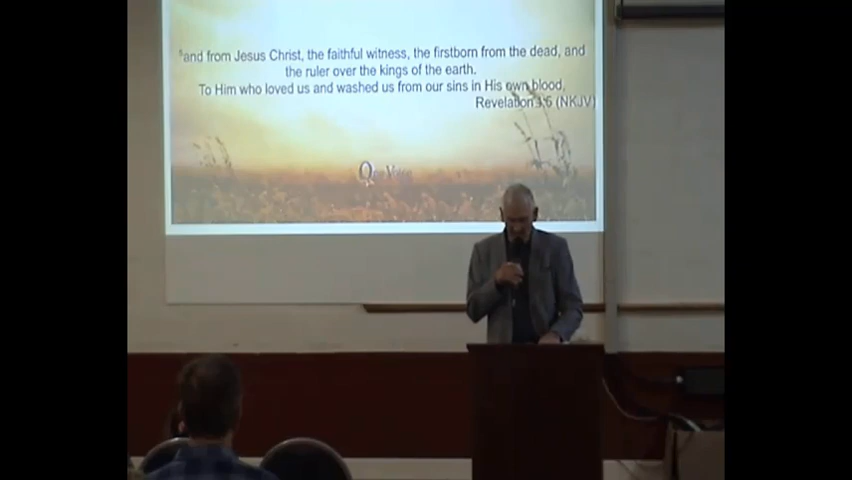 ⁵and from Jesus Christ, the faithful witness, the firstborn from the dead, and
the ruler over the kings of the earth.
To Him who loved us and washed us from our sins in His own blood,
Revelation (NKJV)